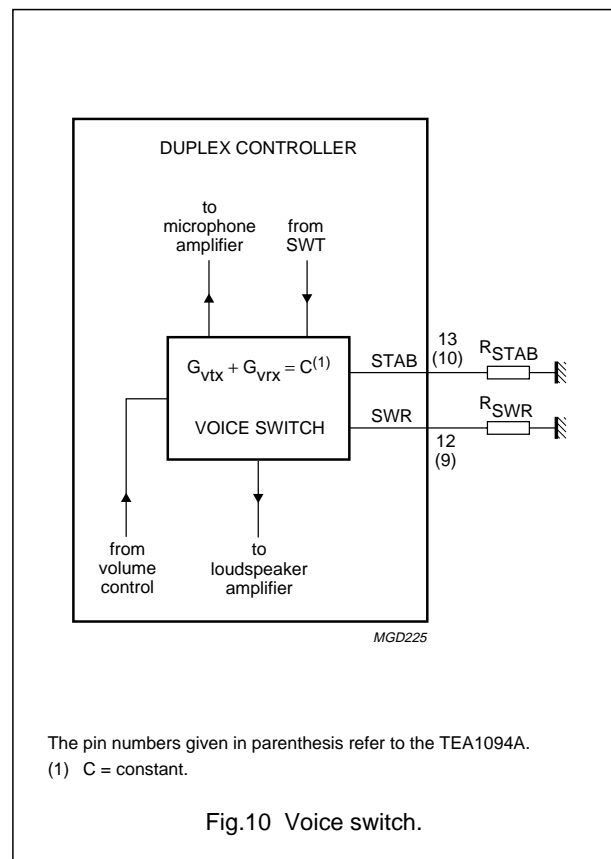 DUPLEX CONTROLLER
to
microphone
amplifier
from
SWT
13
(10)
STAB
RSTAB
Gvtx + Gvrx = C(1)
VOICE SWITCH
SWR
RSWR
12
(9)
from
volume
control
to
loudspeaker
amplifier
MGD225
The pin numbers given in parenthesis refer to the TEA1094A.
(1) C = constant.
Fig.10 Voice switch.